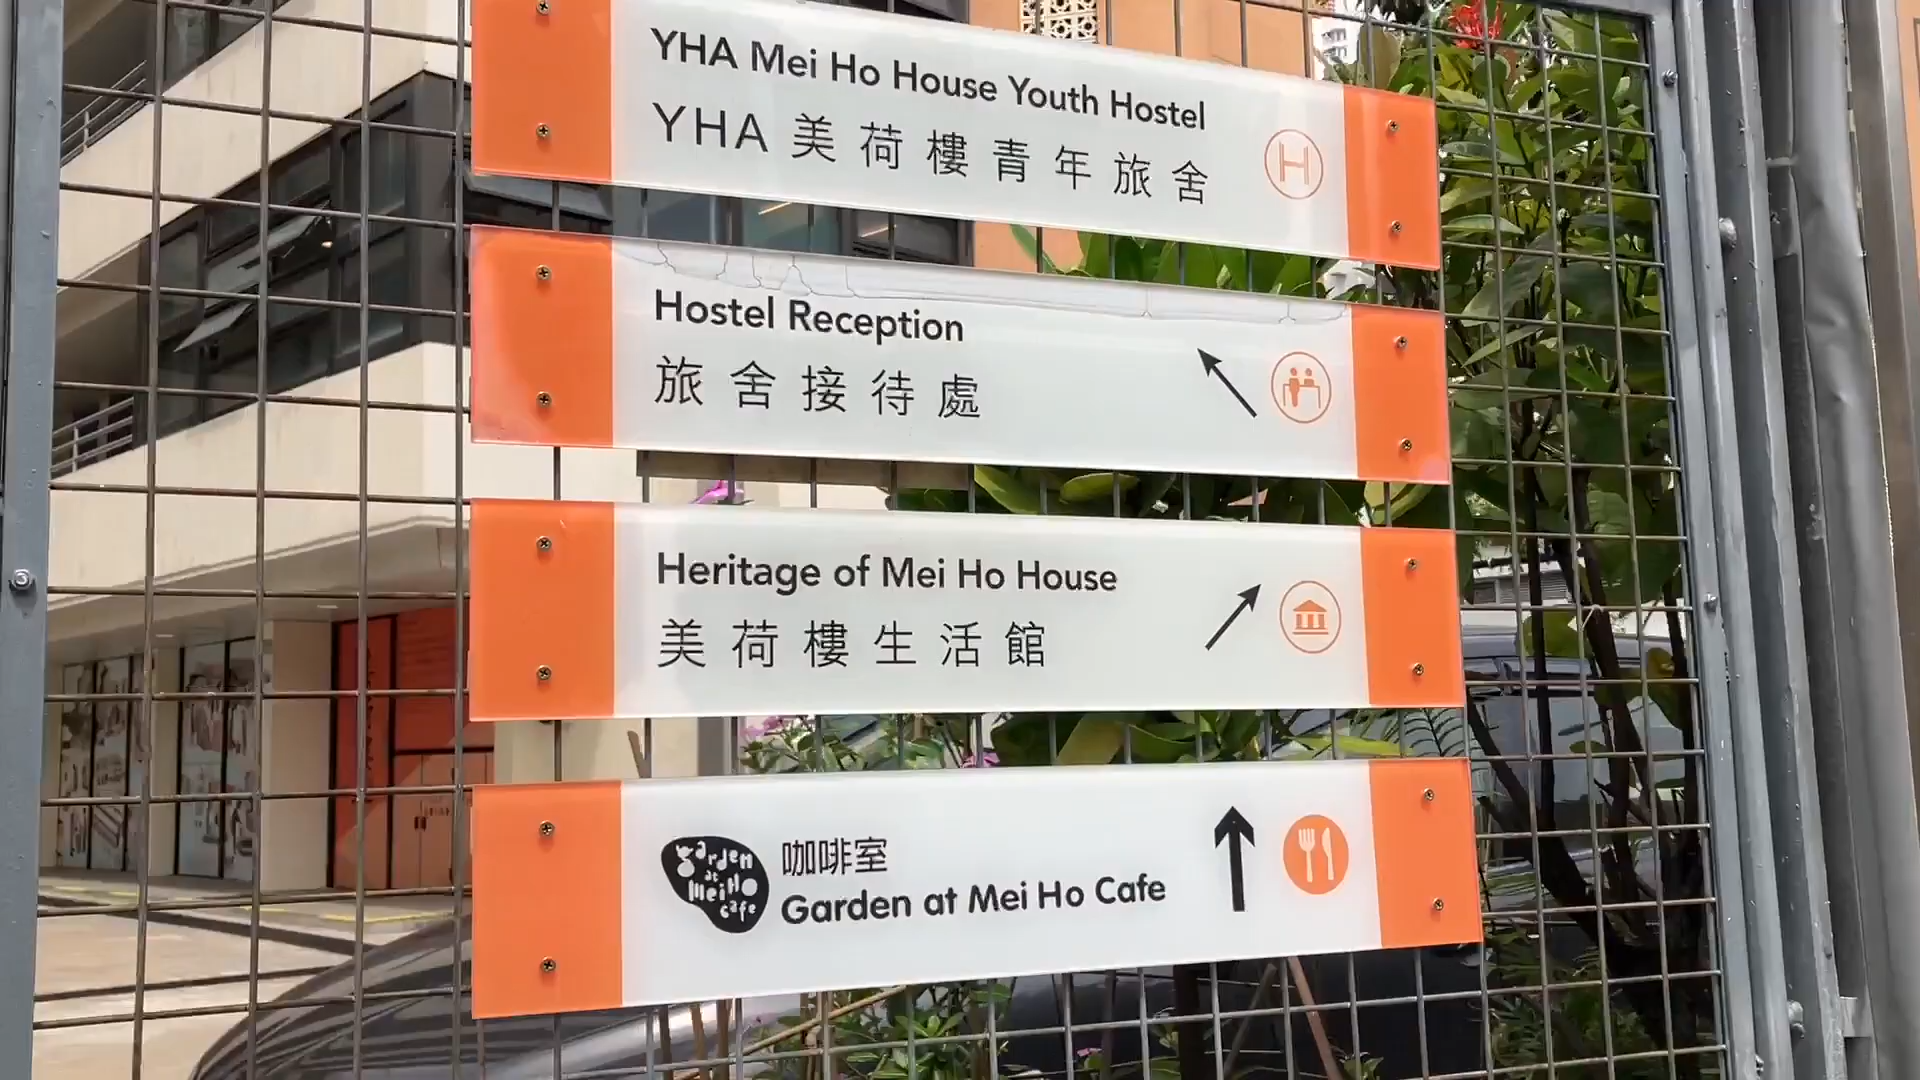 YHA Mei Ho House Youth Hostel
YHA 美荷樓青年旅舍
H
Hostel Reception
旅舍接待處
Heritage of Mei Ho House
美荷樓生活館
Garden
at
MeiHo
cafe
咖啡室
Garden at Mei Ho Cafe